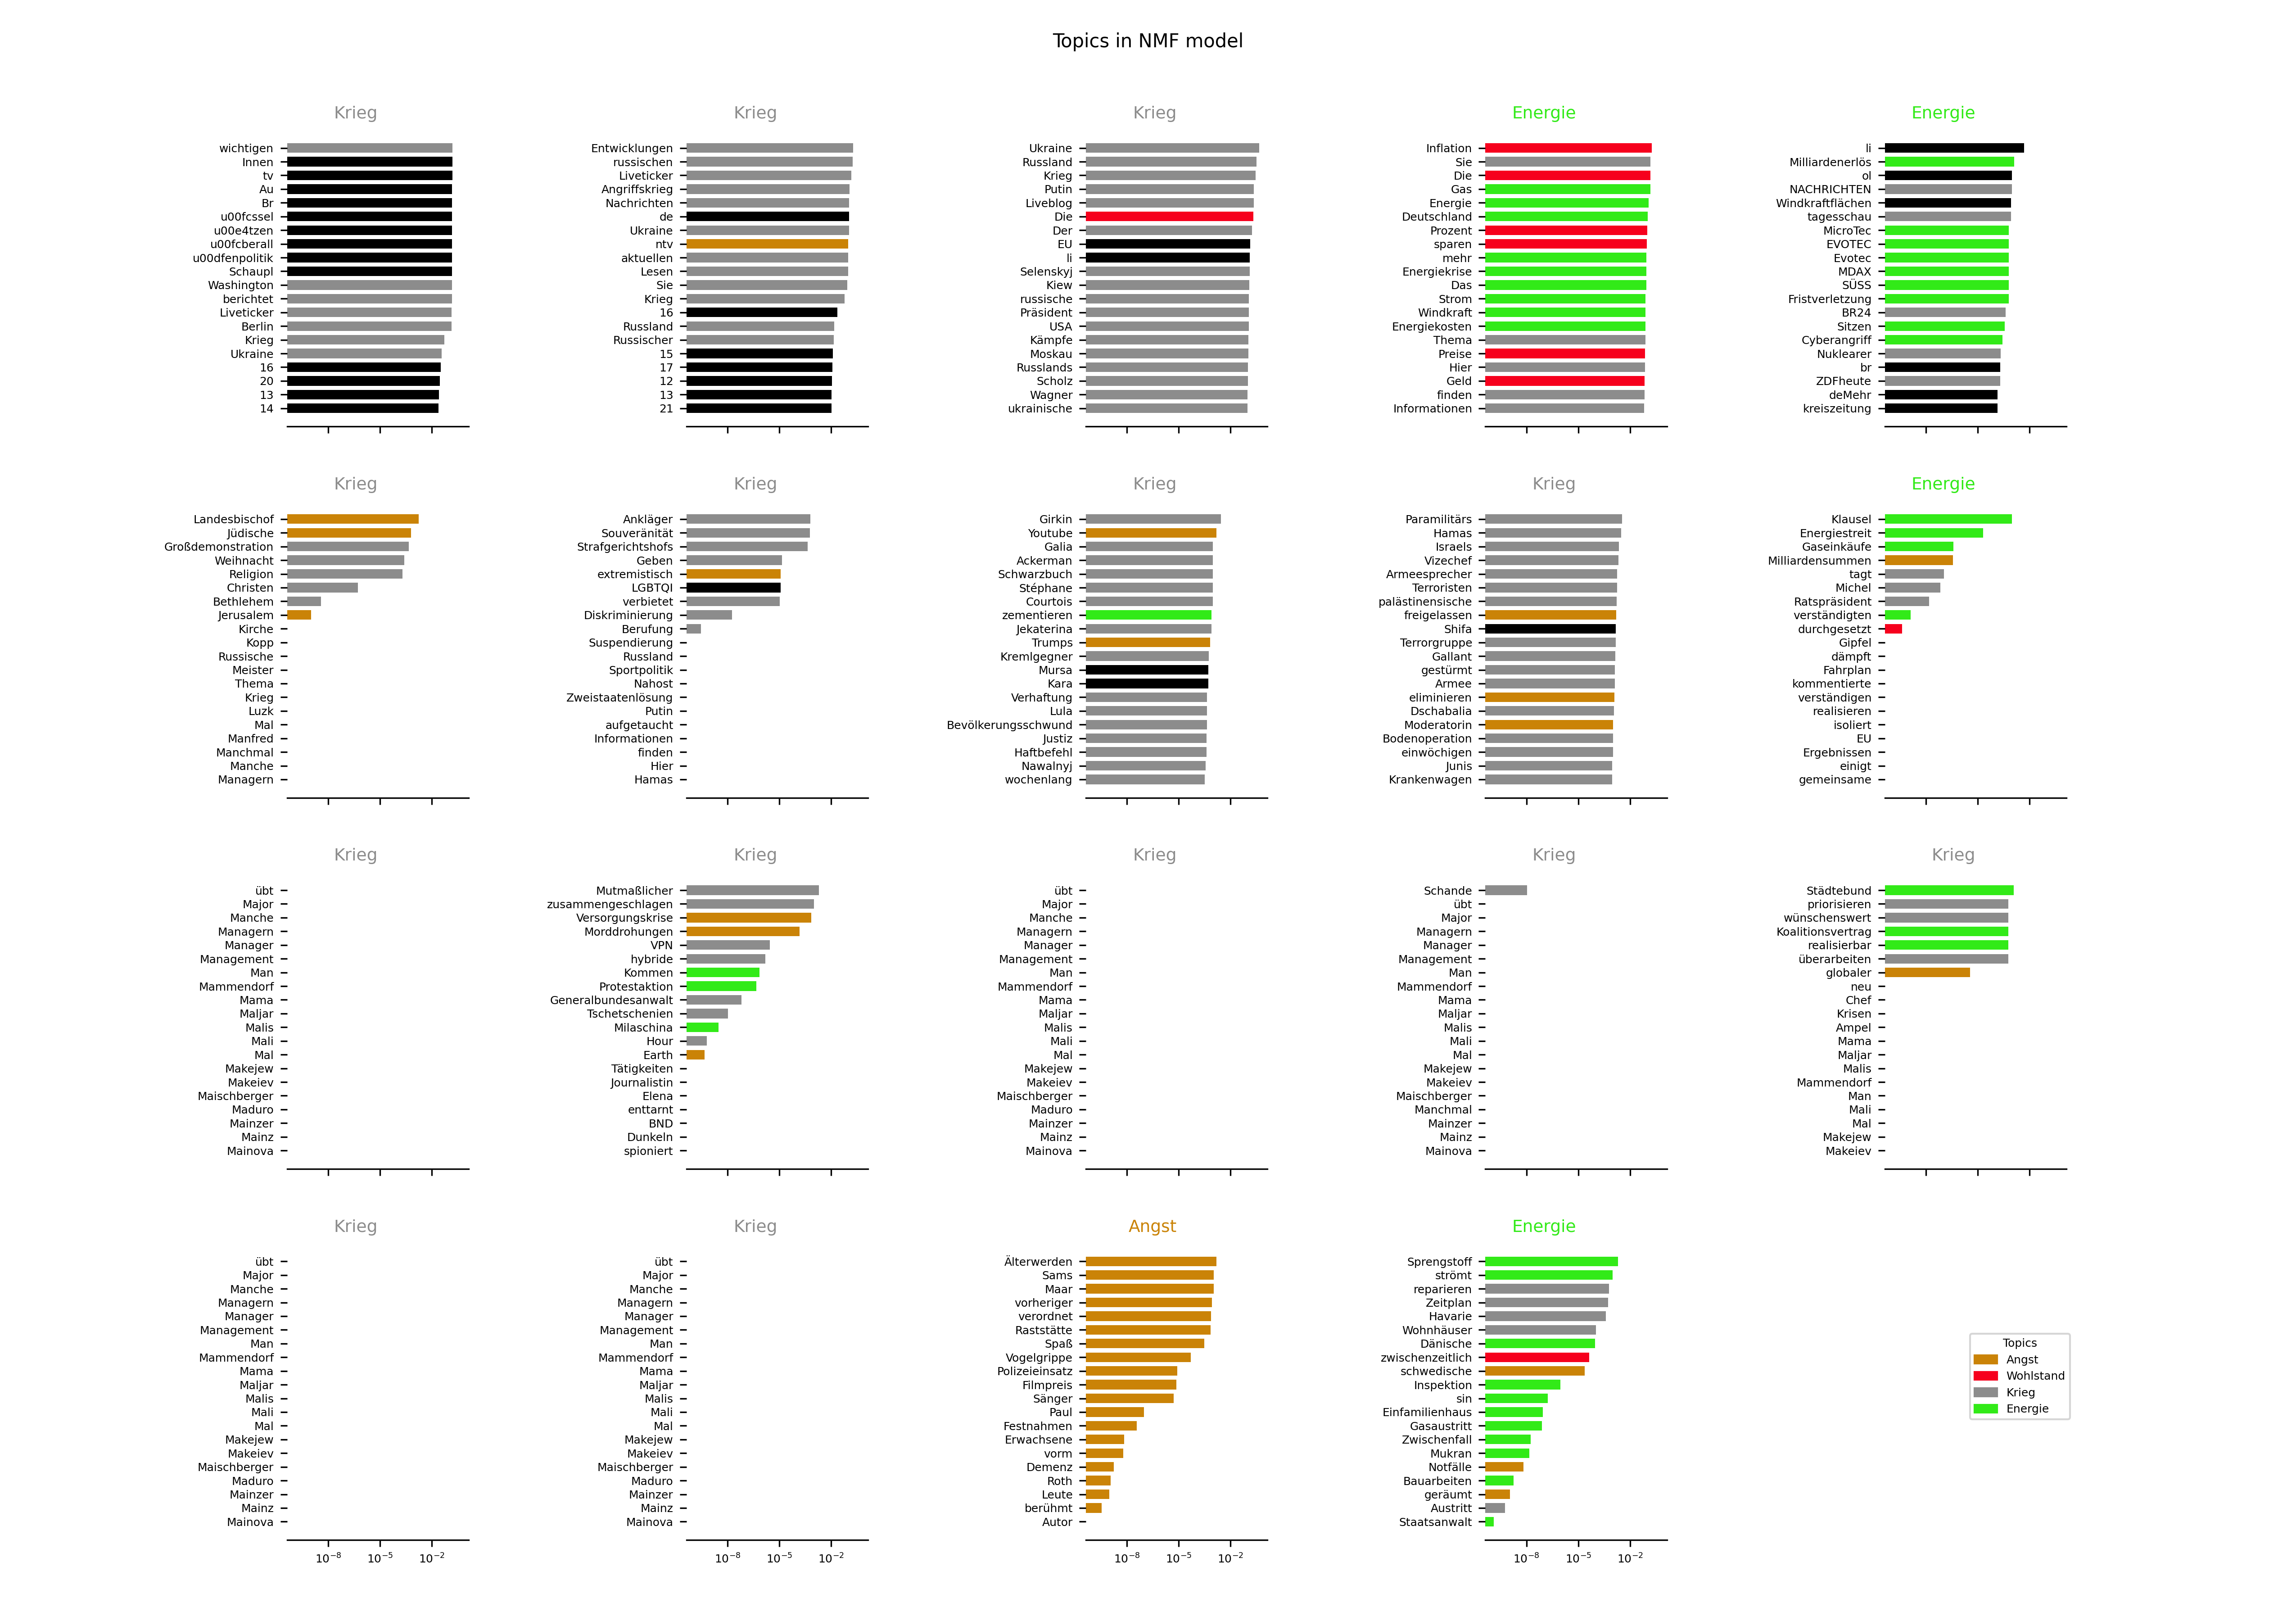 Topics in NMF model
Krieg
wichtigen
Innen
tv
Au
Br
u00fcssel
u00e4tzen
u00fcberall
u00dfenpolitik
Schaupl
Washington
berichtet
Liveticker
Berlin
Krieg
Ukraine
16
20
13
14
Krieg
Entwicklungen
russischen
Liveticker
Angriffskrieg
Nachrichten
de
Ukraine
ntv
aktuellen
Lesen
Sie
Krieg
16
Russland
Russischer
15
17
12
13
21
Krieg
Ukraine
Russland
Krieg
Putin
Liveblog
Die
Der
EU
li
Selenskyj
Kiew
russische
Präsident
USA
Kämpfe
Moskau
Russlands
Scholz
Wagner
ukrainische
Energie
Inflation
Sie
Die
Gas
Energie
Deutschland
Prozent
sparen
mehr
Energiekrise
Das
Strom
Windkraft
Energiekosten
Thema
Preise
Hier
Geld
finden
Informationen
Energie
li
Milliardenerlös
ol
NACHRICHTEN
Windkraftflächen
tagesschau
MicroTec
EVOTEC
Evotec
MDAX
SÜSS
Fristverletzung
BR24
Sitzen
Cyberangriff
Nuklearer
br
ZDFheute
deMehr
kreiszeitung
Krieg
Landesbischof
Jüdische
Großdemonstration
Weihnacht
Religion
Christen
Bethlehem
Jerusalem
Kirche
Kopp
Russische
Meister
Thema
Krieg
Luzk
Mal
Manfred
Manchmal
Manche
Managern
Krieg
Ankläger
Souveränität
Strafgerichtshofs
Geben
extremistisch
LGBTQI
verbietet
Diskriminierung
Berufung
Suspendierung
Russland
Sportpolitik
Nahost
Zweistaatenlösung
Putin
aufgetaucht
Informationen
finden
Hier
Hamas
Krieg
Girkin
Youtube
Galia
Ackerman
Schwarzbuch
Stéphane
Courtois
zementieren
Jekaterina
Trumps
Kremlgegner
Mursa
Kara
Verhaftung
Lula
Bevölkerungsschwund
Justiz
Haftbefehl
Nawalnyj
wochenlang
Krieg
Paramilitärs
Hamas
Israels
Vizechef
Armeesprecher
Terroristen
palästinensische
freigelassen
Shifa
Terrorgruppe
Gallant
gestürmt
Armee
eliminieren
Dschabalia
Moderatorin
Bodenoperation
einwöchigen
Junis
Krankenwagen
Energie
Klausel
Energiestreit
Gaseinkäufe
Milliardensummen
tagt
Michel
Ratspräsident
verständigten
durchgesetzt
Gipfel
dämpft
Fahrplan
kommentierte
verständigen
realisieren
isoliert
EU
Ergebnissen
einigt
gemeinsame
Krieg
übt
Major
Manche
Managern
Manager
Management
Man
Mammendorf
Mama
Maljar
Malis
Mali
Mal
Makejew
Makeiev
Maischberger
Maduro
Mainzer
Mainz
Mainova
Krieg
Mutmaßlicher
zusammengeschlagen
Versorgungskrise
Morddrohungen
VPN
hybride
Kommen
Protestaktion
Generalbundesanwalt
Tschetschenien
Milaschina
Hour
Earth
Tätigkeiten
Journalistin
Elena
enttarnt
BND
Dunkeln
spioniert
Krieg
übt
Major
Manche
Managern
Manager
Management
Man
Mammendorf
Mama
Maljar
Malis
Mali
Mal
Makejew
Makeiev
Maischberger
Maduro
Mainzer
Mainz
Mainova
Krieg
Schande
übt
Major
Managern
Manager
Management
Man
Mammendorf
Mama
Maljar
Malis
Mali
Mal
Makejew
Makeiev
Maischberger
Manchmal
Mainzer
Mainz
Mainova
Krieg
Städtebund
priorisieren
wünschenswert
Koalitionsvertrag
realisierbar
überarbeiten
globaler
neu
Chef
Krisen
Ampel
Mama
Maljar
Malis
Mammendorf
Man
Mali
Mal
Makejew
Makeiev
Krieg
übt
Major
Manche
Managern
Manager
Management
Man
Mammendorf
Mama
Maljar
Malis
Mali
Mal
Makejew
Makeiev
Maischberger
Maduro
Mainzer
Mainz
Mainova
10⁻⁸ 10⁻⁵ 10⁻²
Krieg
übt
Major
Manche
Managern
Manager
Management
Man
Mammendorf
Mama
Maljar
Malis
Mali
Mal
Makejew
Makeiev
Maischberger
Maduro
Mainzer
Mainz
Mainova
10⁻⁸ 10⁻⁵ 10⁻²
Angst
Älterwerden
Sams
Maar
vorheriger
verordnet
Raststätte
Spaß
Vogelgrippe
Polizeieinsatz
Filmpreis
Sänger
Paul
Festnahmen
Erwachsene
vorm
Demenz
Roth
Leute
berühmt
Autor
10⁻⁸ 10⁻⁵ 10⁻²
Energie
Sprengstoff
strömt
reparieren
Zeitplan
Havarie
Wohnhäuser
Dänische
zwischenzeitlich
schwedische
Inspektion
sin
Einfamilienhaus
Gasaustritt
Zwischenfall
Mukran
Notfälle
Bauarbeiten
geräumt
Austritt
Staatsanwalt
10⁻⁸ 10⁻⁵ 10⁻²
Topics
Angst
Wohlstand
Krieg
Energie